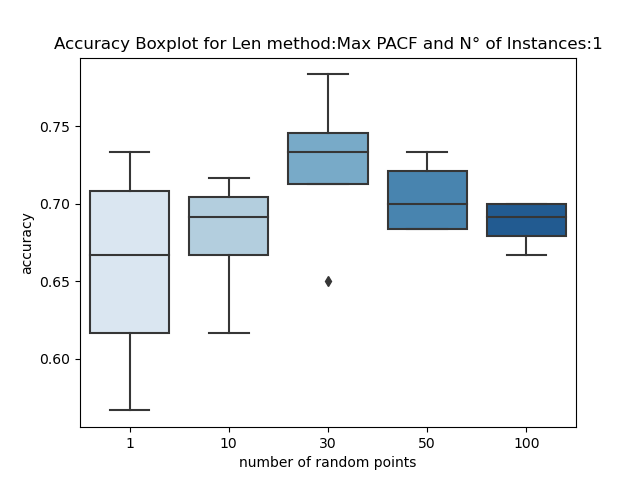 Accuracy Boxplot for Len method:Max PACF and N° of Instances:1
accuracy
0.75
0.70
0.65
0.60
1 10 30 50 100
number of random points